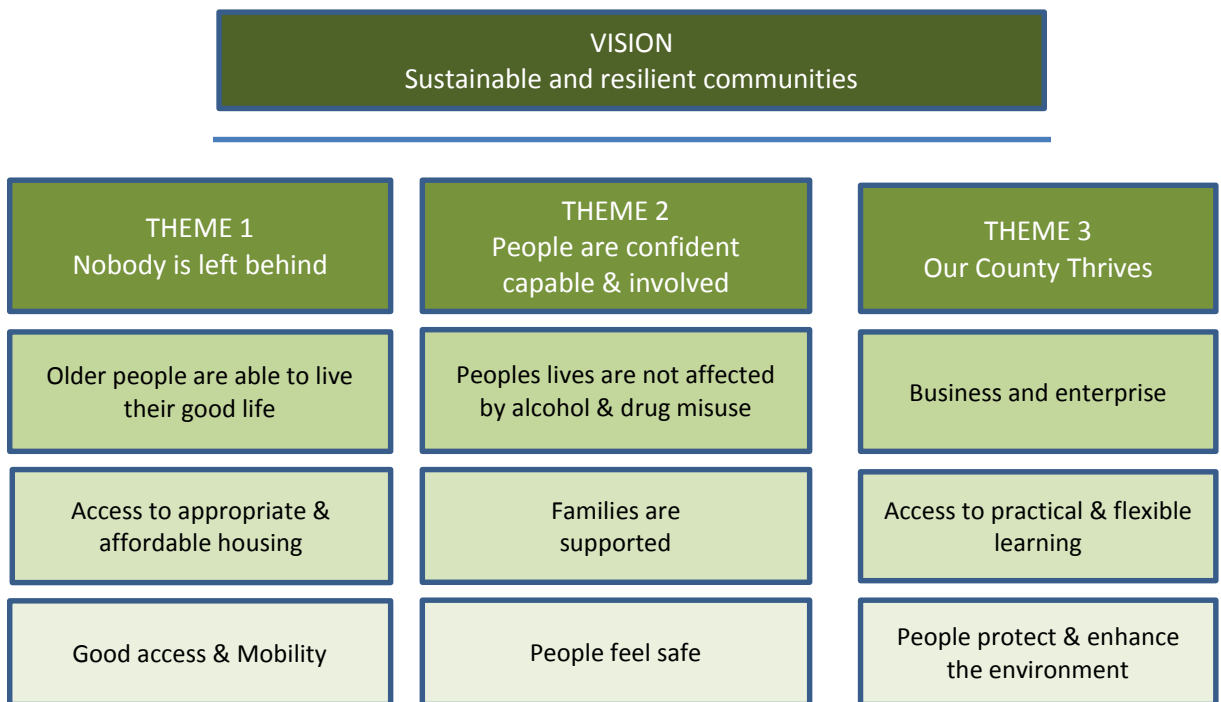 VISION
Sustainable and resilient communities
THEME 1
Nobody is left behind
Older people are able to live
their good life
Access to appropriate &
affordable housing
Good access & Mobility
THEME 2
People are confident
capable & involved
Peoples lives are not affected
by alcohol & drug misuse
Families are
supported
People feel safe
THEME 3
Our County Thrives
Business and enterprise
Access to practical & flexible
learning
People protect & enhance
the environment